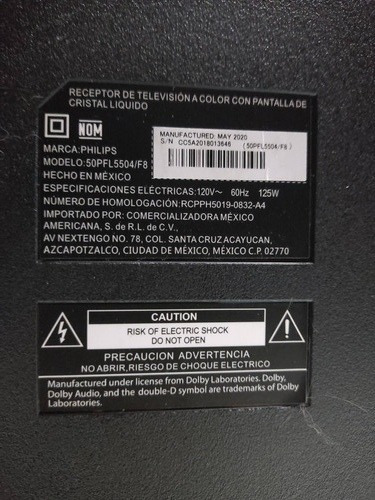 RECEPTOR DE TELEVISIÓN A COLOR CON PANTALLA DE
CRISTAL LIQUIDO
NOM
MANUFACTURED: MAY 2020
S/N CC5A2018013646 (50PFL5504/F8)
MARCA:PHILIPS
MODELO:50PFL5504/F8
HECHO EN MÉXICO
ESPECIFICACIONES ELÉCTRICAS:120V~ 60Hz 125W
NÚMERO DE HOMOLOGACIÓN:RCPPH5019-0832-A4
IMPORTADO POR: COMERCIALIZADORA MÉXICO
AMERICANA, S. de R.L. de C.V.,
AV NEXTENGO NO. 78, COL. SANTA CRUZ ACAYUCAN,
AZCAPOTZALCO, CIUDAD DE MÉXICO, MÉXICO C.P. 02770
CAUTION
RISK OF ELECTRIC SHOCK
DO NOT OPEN
PRECAUCION ADVERTENCIA
NO ABRIR,RIESGO DE CHOQUE ELECTRICO
Manufactured under license from Dolby Laboratories. Dolby,
Dolby Audio, and the double-D symbol are trademarks of Dolby
Laboratories.